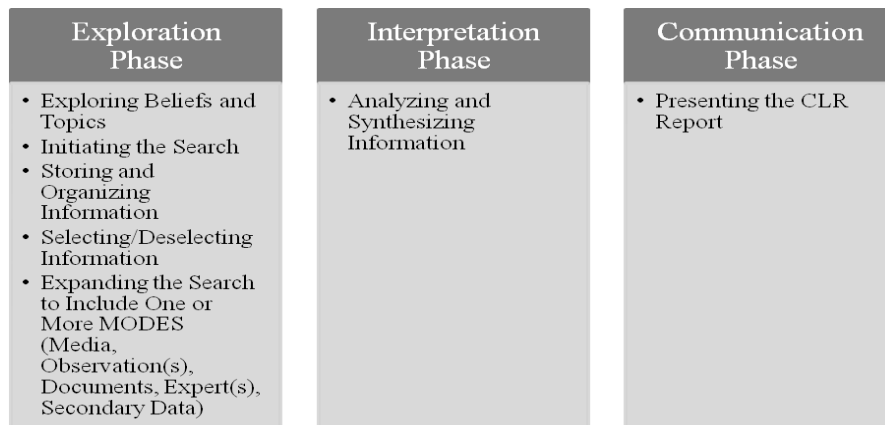 Exploration
Phase
• Exploring Beliefs and
Topics
• Initiating the Search
• Storing and
Organizing
Information
• Selecting/Deselecting
Information
• Expanding the Search
to Include One or
More MODES
(Media,
Observation(s),
Documents, Expert(s),
Secondary Data)
Interpretation
Phase
• Analyzing and
Synthesizing
Information
Communication
Phase
• Presenting the CLR
Report